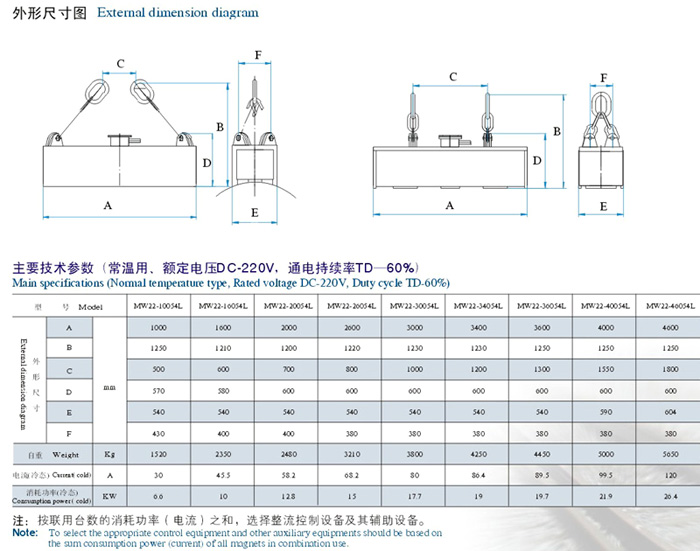 外形尺寸图 External dimension diagram
C
F
B
D
A
E
C
F
B
D
A
E
主要技术参数（常温用、额定电压DC-220V，通电持续率TD—60%）
Main specifications (Normal tenperature type, Rated voltage DC-220V, Duty cycle TD-60%)
型 号 Model MW22-10054L MW22-16054L MW22-20054L MW22-26054L MW22-30054L MW22-34054L MW22-36054L MW22-40054L MW22-46054L
外形尺寸
External dimension diagram
mm
A 1000 1600 2000 2600 3000 3400 3600 4000 4600
B 1250 1210 1200 1220 1230 1230 1250 1250 1250
C 500 600 700 800 1000 1200 1300 1550 1800
D 570 580 600 600 600 600 600 600 600
E 540 540 540 540 540 540 540 590 604
F 430 400 400 380 380 380 380 380 380
自重 Weight Kg 1520 2350 2480 3210 3800 4250 4450 5000 5650
电流(冷态) Current( cold) A 30 45.5 58.2 68.2 80 86.4 89.5 99.5 120
消耗功率(冷态)
Consumption power( cold) KW 6.6 10 12.8 15 17.7 19 19.7 21.9 26.4
注：按联用台数的消耗功率（电流）之和，选择整流控制设备及其辅助设备。
Note: To select the appropriate control equipment and other auxiliary equipments should be based on
the sum consumption power (current) of all magnets in combination use.